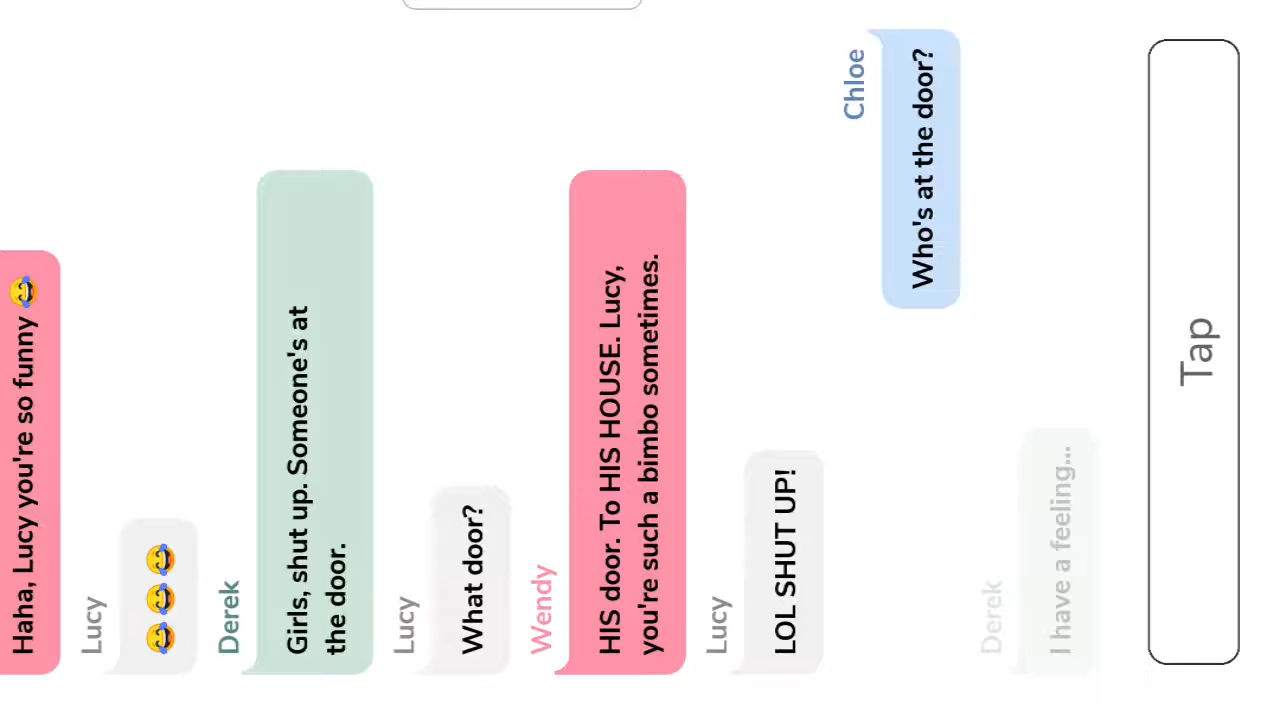 Haha, Lucy you're so funny 😂
Lucy
😂 😂 😂
Derek
Girls, shut up. Someone's at
the door.
Lucy
What door?
Wendy
HIS door. To HIS HOUSE. Lucy,
you're such a bimbo sometimes.
Lucy
LOL SHUT UP!
Chloe
Who's at the door?
Derek
I have a feeling...
Tap